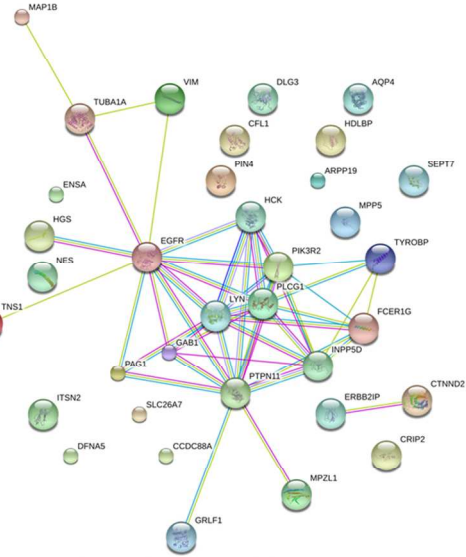 MAP1B
VIM
DLG3
AQP4
TUBA1A
CFL1
HDLBP
PIN4
ARPP19
SEPT7
ENSA
HCK
MPP5
HGS
EGFR
TYROBP
PIK3R2
NES
PLCG1
LYN
TNS1
FCER1G
GAB1
INPP5D
PAG1
PTPN11
CTNND2
ITSN2
SLC26A7
ERBB2IP
DFNA5
CCDC88A
CRIP2
MPZL1
GRLF1